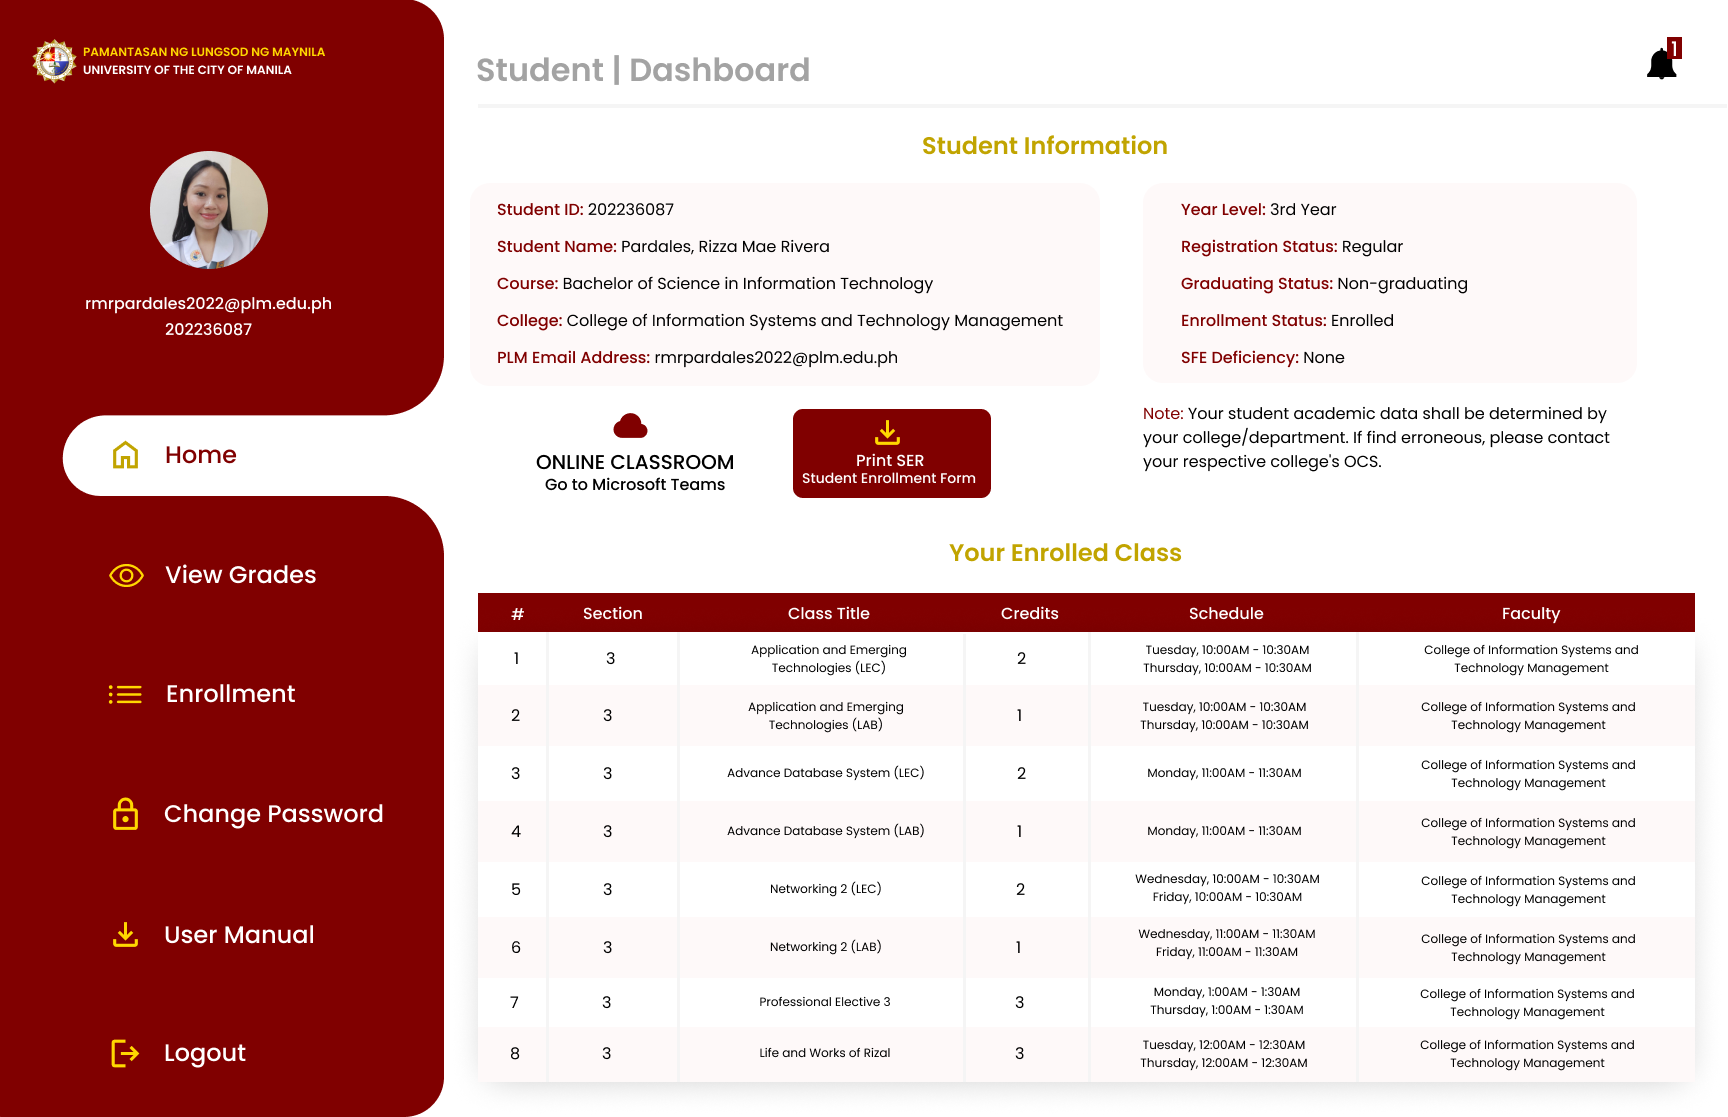 PAMANTASAN NG LUNGSOD NG MAYNILA
UNIVERSITY OF THE CITY OF MANILA
rmrpardales2022@plm.edu.ph
202236087
Home
View Grades
Enrollment
Change Password
User Manual
Logout
Student | Dashboard
1
Student Information
Student ID: 202236087
Student Name: Pardales, Rizza Mae Rivera
Course: Bachelor of Science in Information Technology
College: College of Information Systems and Technology Management
PLM Email Address: rmrpardales2022@plm.edu.ph
Year Level: 3rd Year
Registration Status: Regular
Graduating Status: Non-graduating
Enrollment Status: Enrolled
SFE Deficiency: None
ONLINE CLASSROOM
Go to Microsoft Teams
Print SER
Student Enrollment Form
Note: Your student academic data shall be determined by
your college/department. If find erroneous, please contact
your respective college's OCS.
Your Enrolled Class
# Section Class Title Credits Schedule Faculty
1 3 Application and Emerging 2 Tuesday, 10:00AM - 10:30AM College of Information Systems and
Technologies (LEC) Thursday, 10:00AM - 10:30AM Technology Management
2 3 Application and Emerging 1 Tuesday, 10:00AM - 10:30AM College of Information Systems and
Technologies (LAB) Thursday, 10:00AM - 10:30AM Technology Management
3 3 Advance Database System (LEC) 2 Monday, 11:00AM - 11:30AM College of Information Systems and
Technology Management
4 3 Advance Database System (LAB) 1 Monday, 11:00AM - 11:30AM College of Information Systems and
Technology Management
5 3 Networking 2 (LEC) 2 Wednesday, 10:00AM - 10:30AM College of Information Systems and
Friday, 10:00AM - 10:30AM Technology Management
6 3 Networking 2 (LAB) 1 Wednesday, 11:00AM - 11:30AM College of Information Systems and
Friday, 11:00AM - 11:30AM Technology Management
7 3 Professional Elective 3 3 Monday, 1:00AM - 1:30AM College of Information Systems and
Thursday, 1:00AM - 1:30AM Technology Management
8 3 Life and Works of Rizal 3 Tuesday, 12:00AM - 12:30AM College of Information Systems and
Thursday, 12:00AM - 12:30AM Technology Management